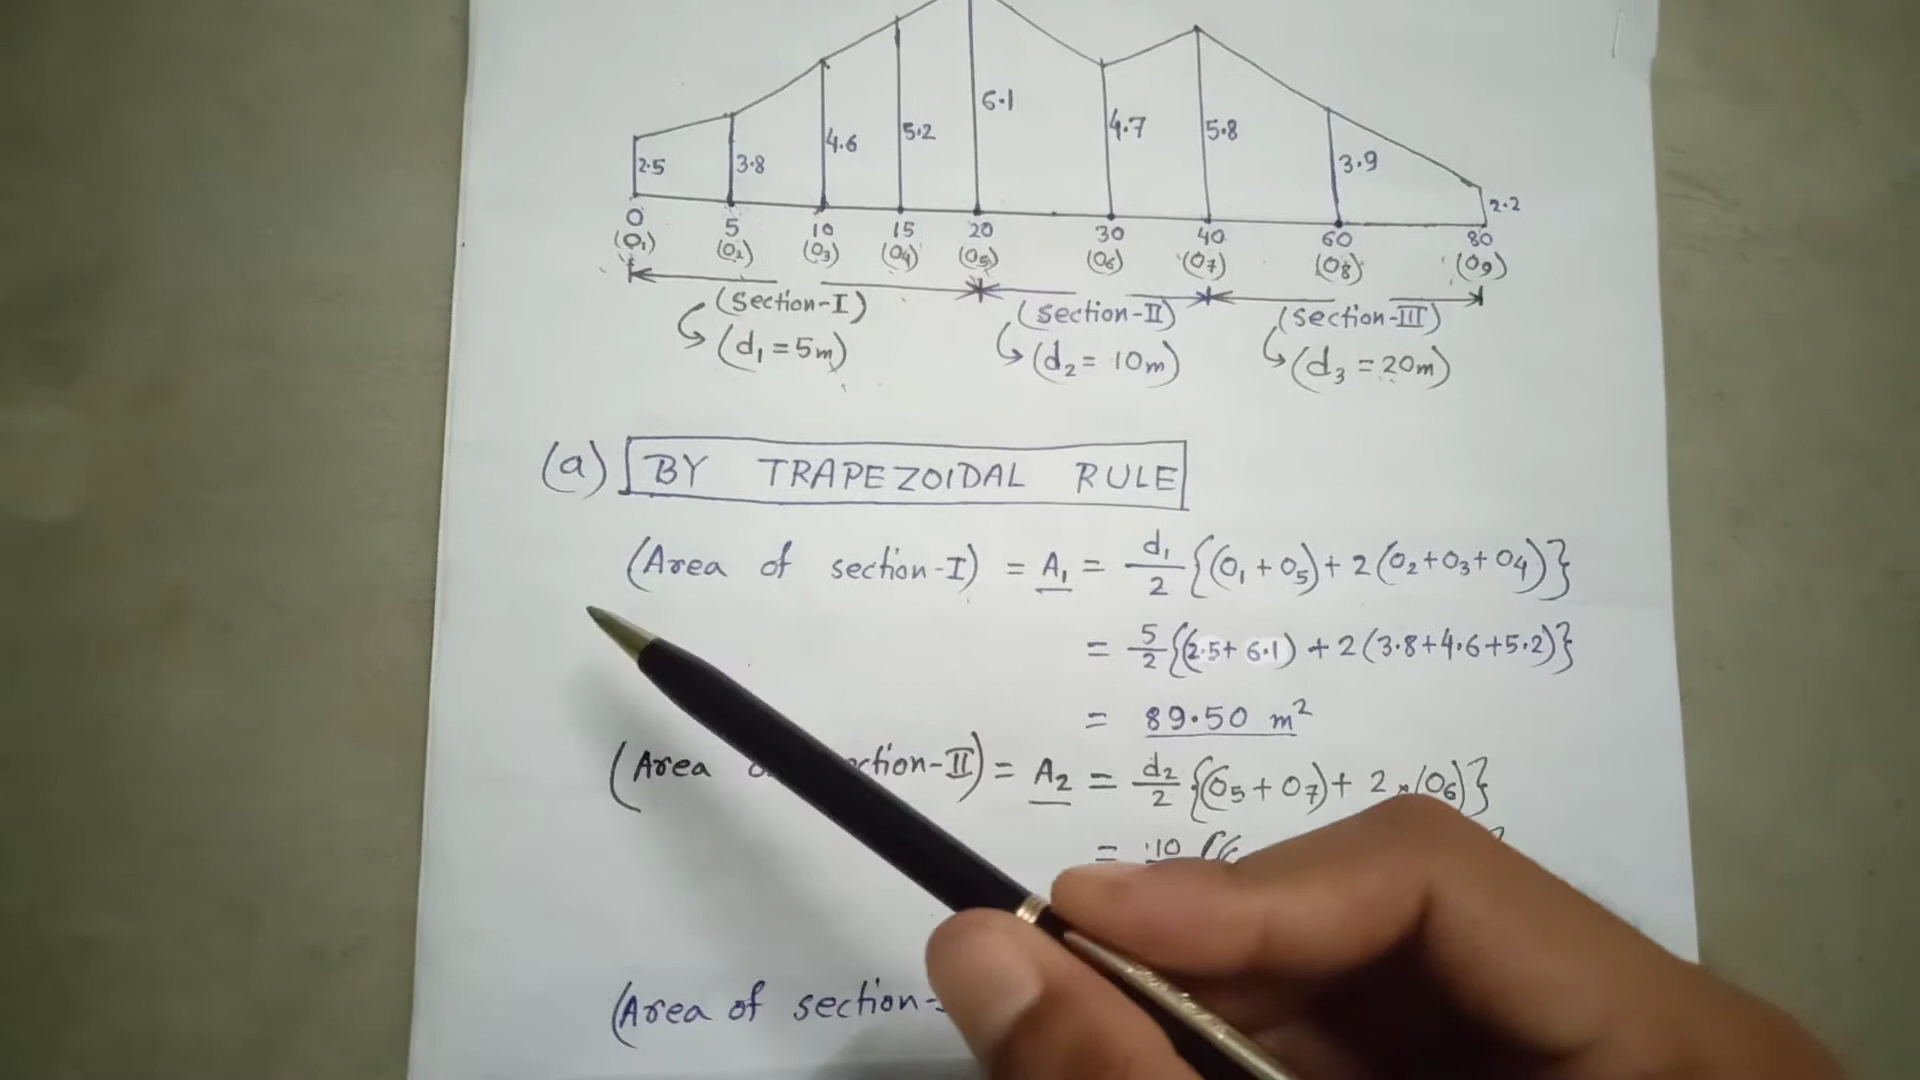 6.1
4.7
5.8
5.2
4.6
3.8
2.5
3.9
2.2
0 5 10 15 20 30 40 60 80
(O1) (O2) (O3) (O4) (O5) (O6) (O7) (O8) (O9)
(Section-I) (Section-II) (Section-III)
(d1 = 5m) (d2 = 10m) (d3 = 20m)
(a) BY TRAPEZOIDAL RULE
(Area of section-I) = A1 = d1/2 {(O1 + O5) + 2 (O2+O3+O4)}
= 5/2 {(2.5+ 6.1) + 2 (3.8+4.6+5.2)}
= 89.50 m²
(Area section-II) = A2 = d2/2 {(O5 + O7) + 2 × (O6)}
= 10
(Area of section-